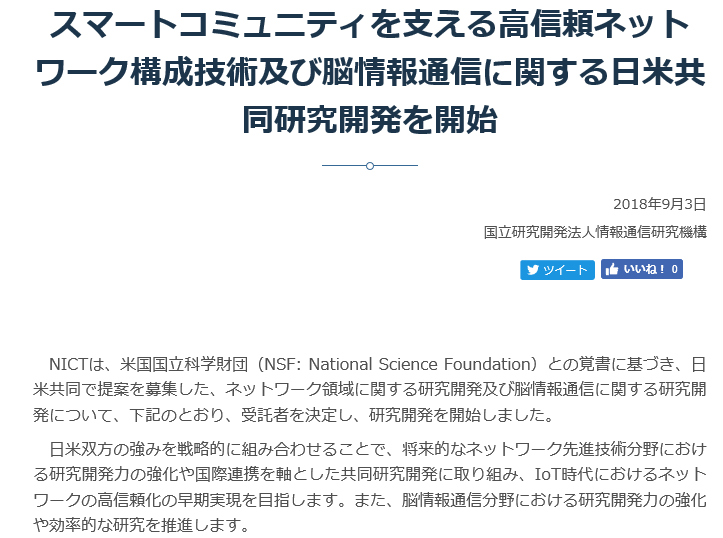 スマートコミュニティを支える高信頼ネット
ワーク構成技術及び脳情報通信に関する日米共
同研究開発を開始
2018年9月3日
国立研究開発法人情報通信研究機構
ツイート いいね！ 0
NICTは、米国国立科学財団（NSF: National Science Foundation）との覚書に基づき、日
米共同で提案を募集した、ネットワーク領域に関する研究開発及び脳情報通信に関する研究開
発について、下記のとおり、受託者を決定し、研究開発を開始しました。
日米双方の強みを戦略的に組み合わせることで、将来的なネットワーク先進技術分野におけ
る研究開発力の強化や国際連携を軸とした共同研究開発に取り組み、IoT時代におけるネット
ワークの高信頼化の早期実現を目指します。また、脳情報通信分野における研究開発力の強化
や効率的な研究を推進します。